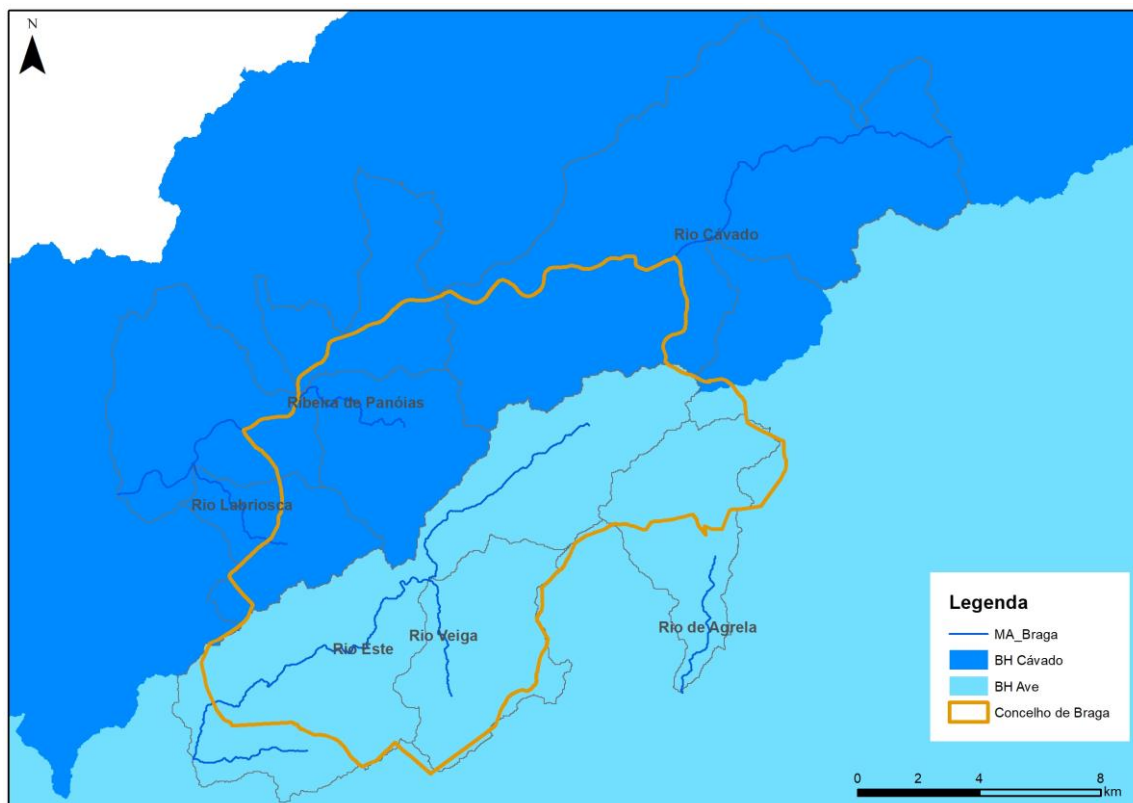 N
Rio Cávado
Ribeira de Panóias
Rio Labriosca
Rio Este
Rio Veiga
Rio de Agrela
Legenda
MA_Braga
BH Cávado
BH Ave
Concelho de Braga
0 2 4 8
km